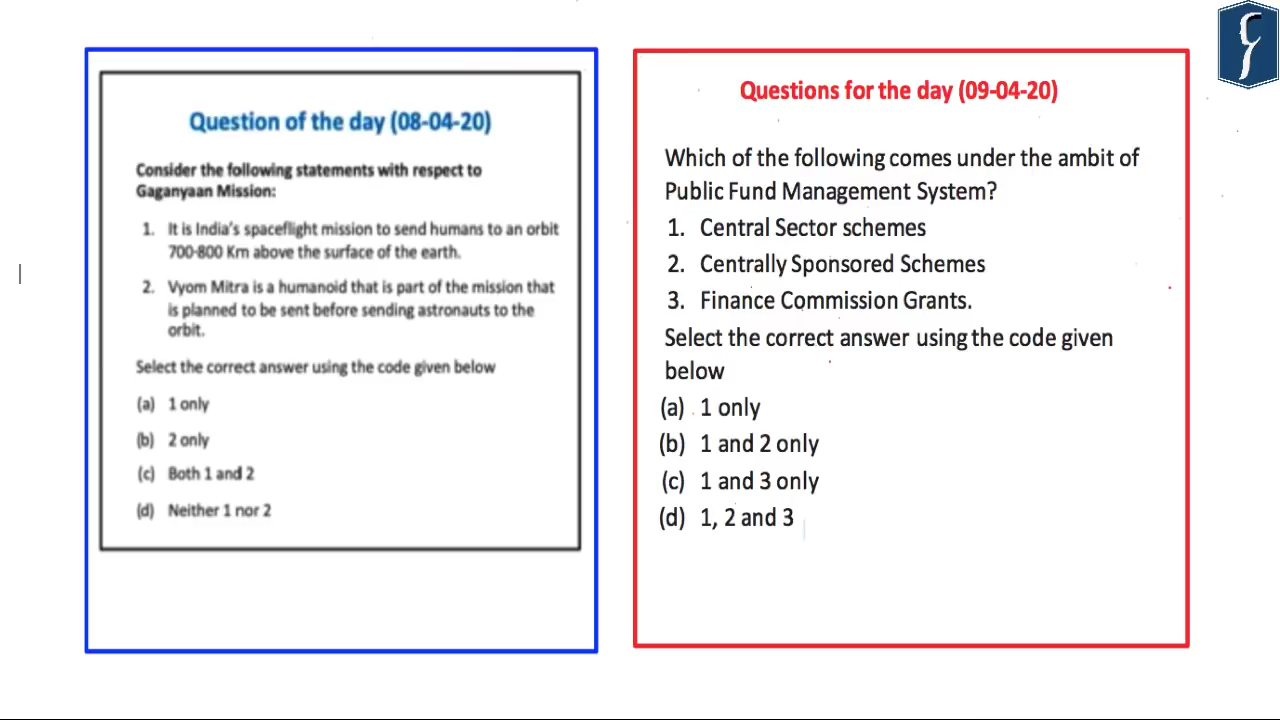 Question of the day (08-04-20)
Consider the following statements with respect to
Gaganyaan Mission:
1. It is India's spaceflight mission to send humans to an orbit
700-800 Km above the surface of the earth.
2. Vyom Mitra is a humanoid that is part of the mission that
is planned to be sent before sending astronauts to the
orbit.
Select the correct answer using the code given below
(a) 1 only
(b) 2 only
(c) Both 1 and 2
(d) Neither 1 nor 2
Questions for the day (09-04-20)
Which of the following comes under the ambit of
Public Fund Management System?
1. Central Sector schemes
2. Centrally Sponsored Schemes
3. Finance Commission Grants.
Select the correct answer using the code given
below
(a) 1 only
(b) 1 and 2 only
(c) 1 and 3 only
(d) 1, 2 and 3